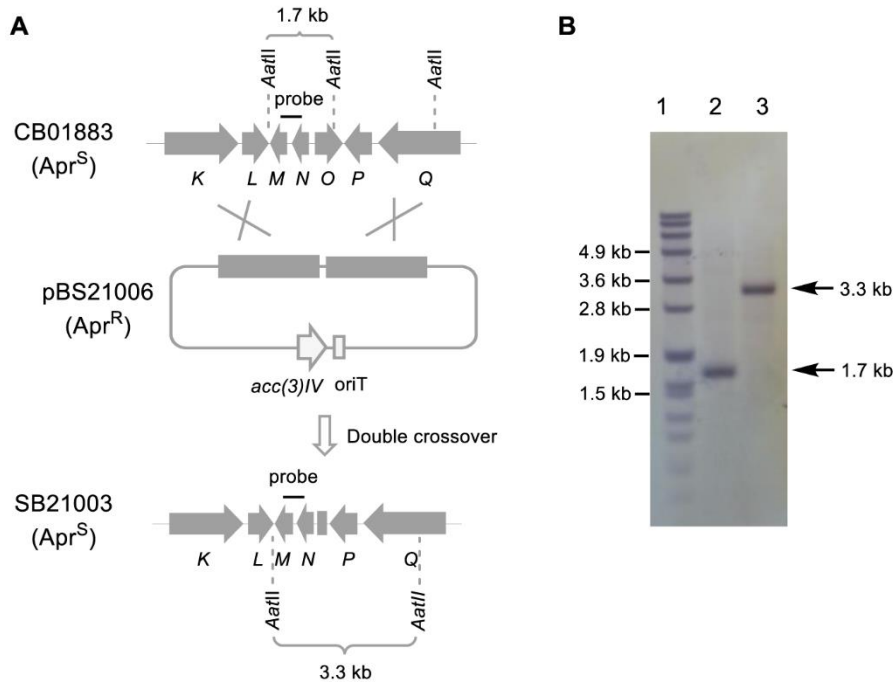 A
1.7 kb
AatII AatII AatII
probe
CB01883
(Apr^S)
K L M N O P Q
pBS21006
(Apr^R)
acc(3)IV oriT
Double crossover
probe
SB21003
(Apr^S)
K L M N P Q
AatII AatII
3.3 kb
B
1 2 3
4.9 kb
3.6 kb
2.8 kb
1.9 kb
1.5 kb
3.3 kb
1.7 kb